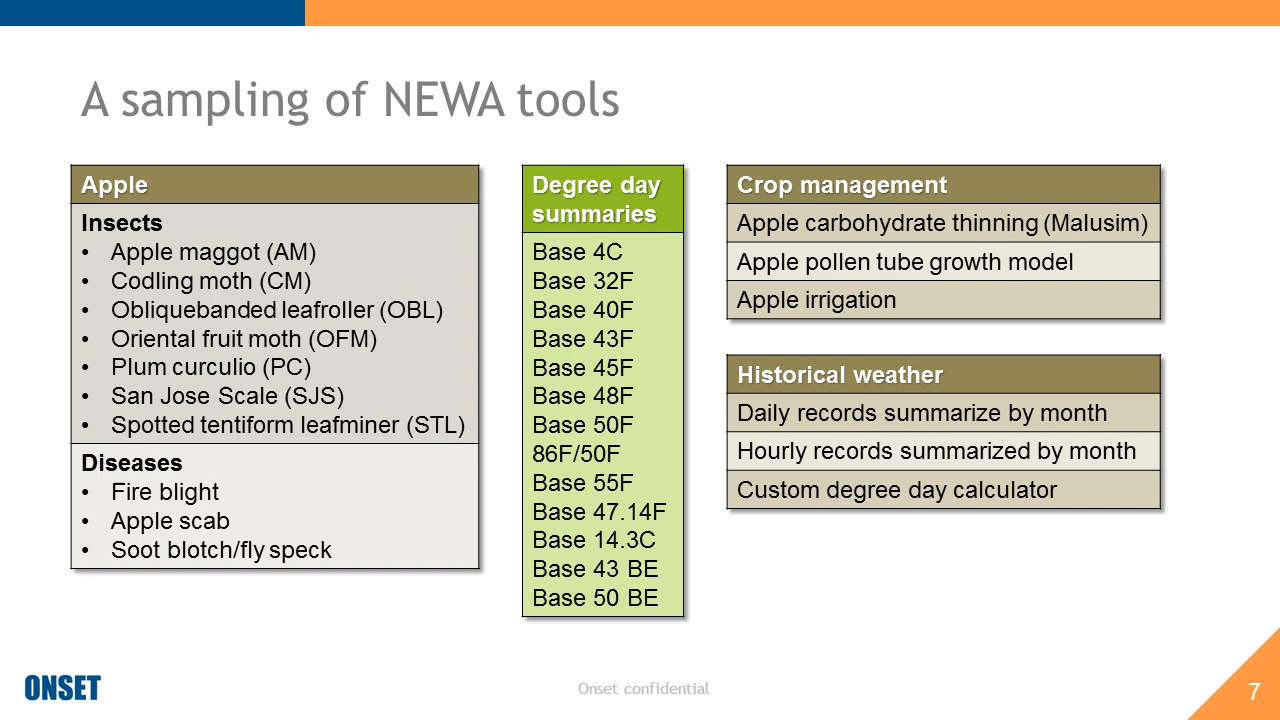 A sampling of NEWA tools
Apple
Insects
• Apple maggot (AM)
• Codling moth (CM)
• Obliquebanded leafroller (OBL)
• Oriental fruit moth (OFM)
• Plum curculio (PC)
• San Jose Scale (SJS)
• Spotted tentiform leafminer (STL)
Diseases
• Fire blight
• Apple scab
• Soot blotch/fly speck
Degree day
summaries
Base 4C
Base 32F
Base 40F
Base 43F
Base 45F
Base 48F
Base 50F
86F/50F
Base 55F
Base 47.14F
Base 14.3C
Base 43 BE
Base 50 BE
Crop management
Apple carbohydrate thinning (Malusim)
Apple pollen tube growth model
Apple irrigation
Historical weather
Daily records summarize by month
Hourly records summarized by month
Custom degree day calculator
ONSET
Onset confidential
7